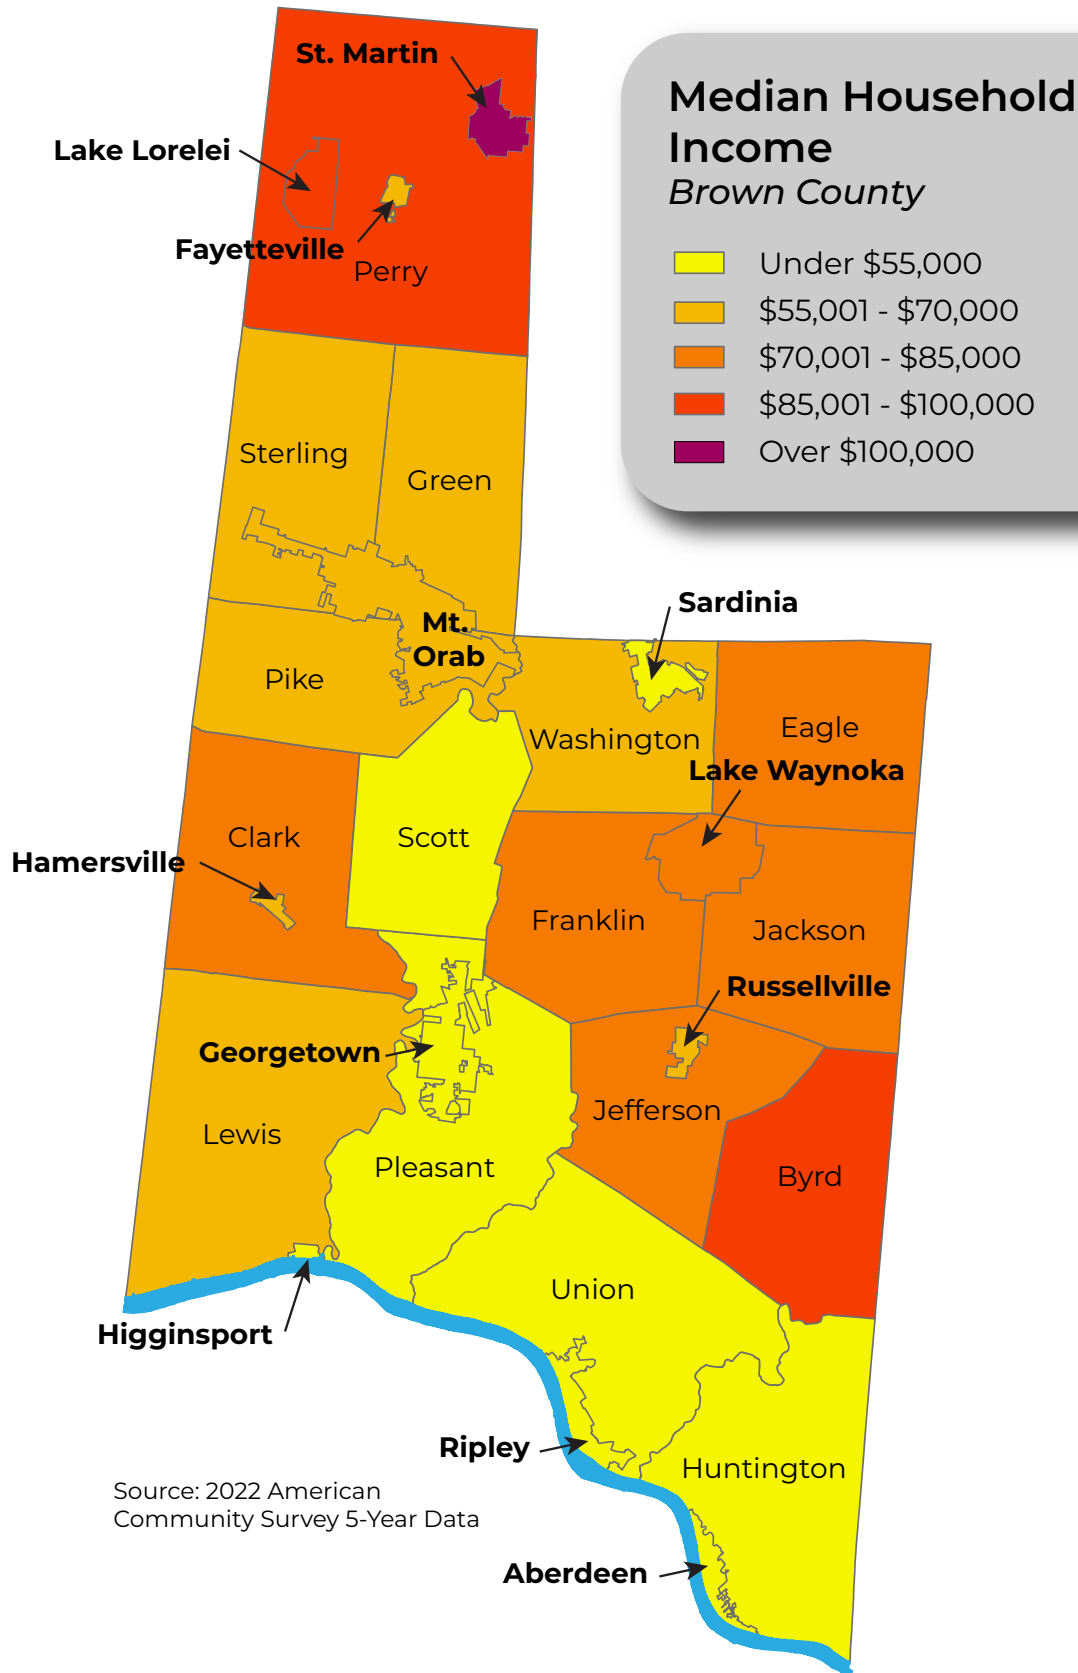 St. Martin
Lake Lorelei
Fayetteville
Perry
Median Household
Income
Brown County
Under $55,000
$55,001 - $70,000
$70,001 - $85,000
$85,001 - $100,000
Over $100,000
Sterling
Green
Sardinia
Mt.
Orab
Pike
Washington
Eagle
Lake Waynoka
Clark
Scott
Hamersville
Franklin
Jackson
Russellville
Georgetown
Jefferson
Lewis
Pleasant
Byrd
Union
Higginsport
Ripley
Huntington
Source: 2022 American
Community Survey 5-Year Data
Aberdeen